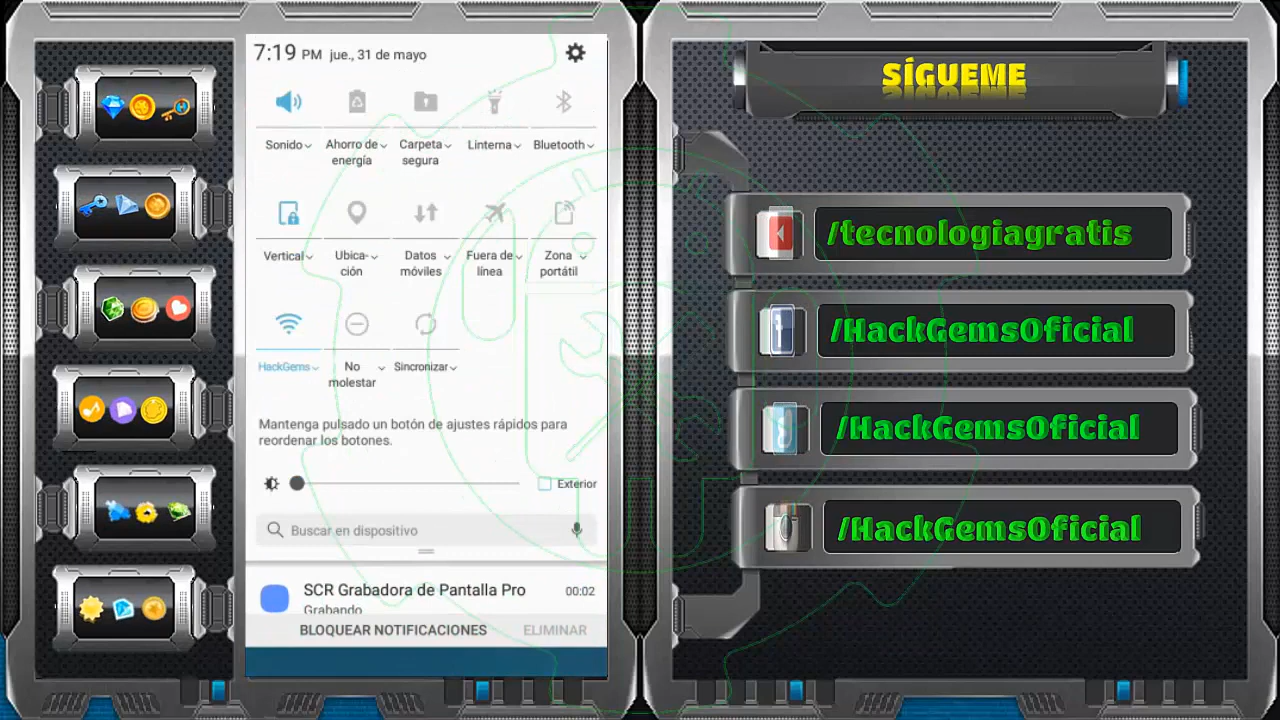 7:19 PM jue., 31 de mayo
Sonido
Ahorro de
energía
Carpeta
segura
Linterna
Bluetooth
Vertical
Ubica-
ción
Datos
móviles
Fuera de
línea
Zona
portátil
HackGems
No
molestar
Sincronizar
Mantenga pulsado un botón de ajustes rápidos para
reordenar los botones.
Exterior
Buscar en dispositivo
SCR Grabadora de Pantalla Pro 00:02
Grabando
BLOQUEAR NOTIFICACIONES ELIMINAR
SÍGUEME
/tecnologiagratis
/HackGemsOficial
/HackGemsOficial
/HackGemsOficial